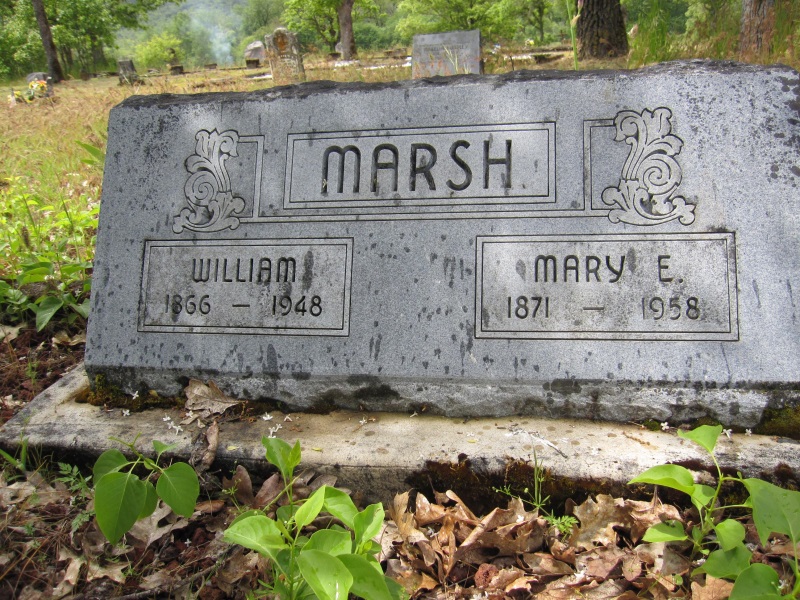 MARSH
WILLIAM
1866 — 1948
MARY E.
1871 — 1958